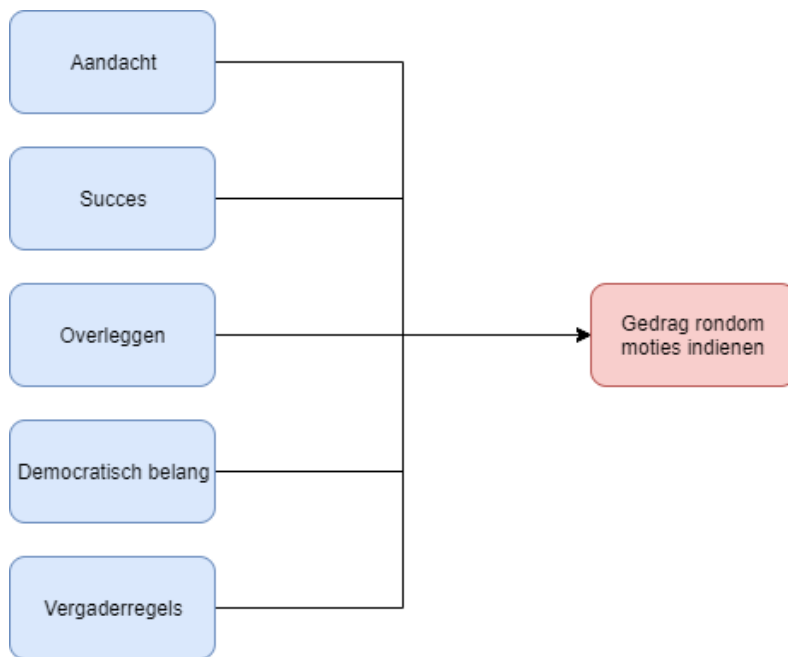 Aandacht
Succes
Overleggen
Democratisch belang
Vergaderregels
Gedrag rondom
moties indienen